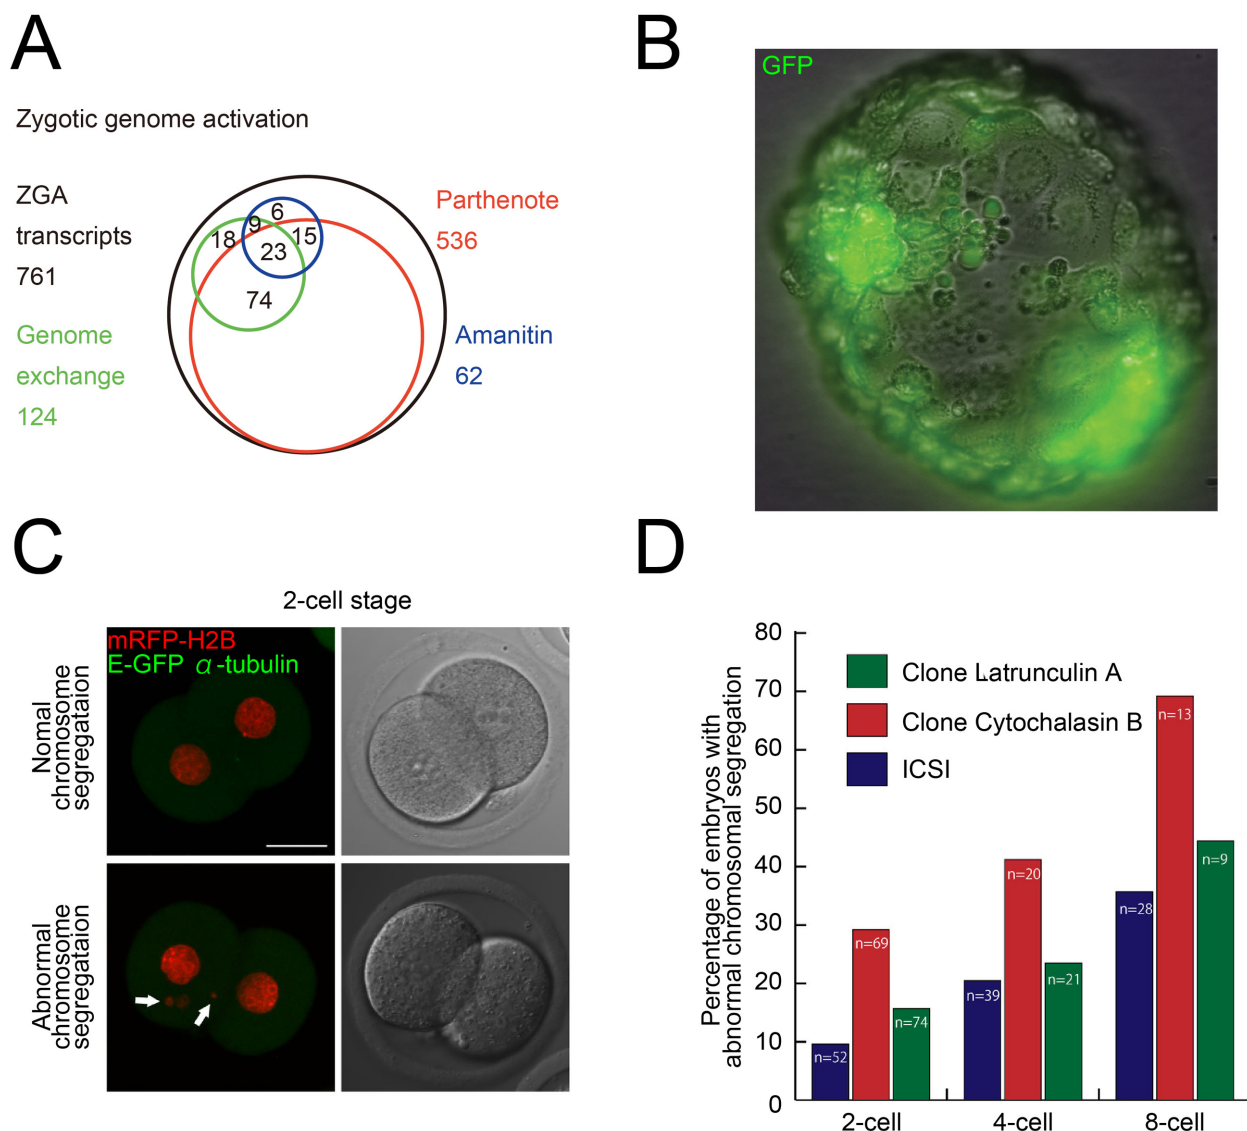 A
Zygotic genome activation
ZGA
transcripts
761
Genome
exchange
124
6
9
18
15
23
74
Parthenote
536
Amanitin
62
B
GFP
C
2-cell stage
Nomal
chromosome
segregatation
mRFP-H2B
E-GFP α-tubulin
Abnormal
chromosome
segregataion
D
Percentage of embryos with
abnormal chromosomal segregation
80
70
60
50
40
30
20
10
0
Clone Latrunculin A
Clone Cytochalasin B
ICSI
n=52
n=69
n=74
n=39
n=20
n=21
n=28
n=13
n=9
2-cell
4-cell
8-cell